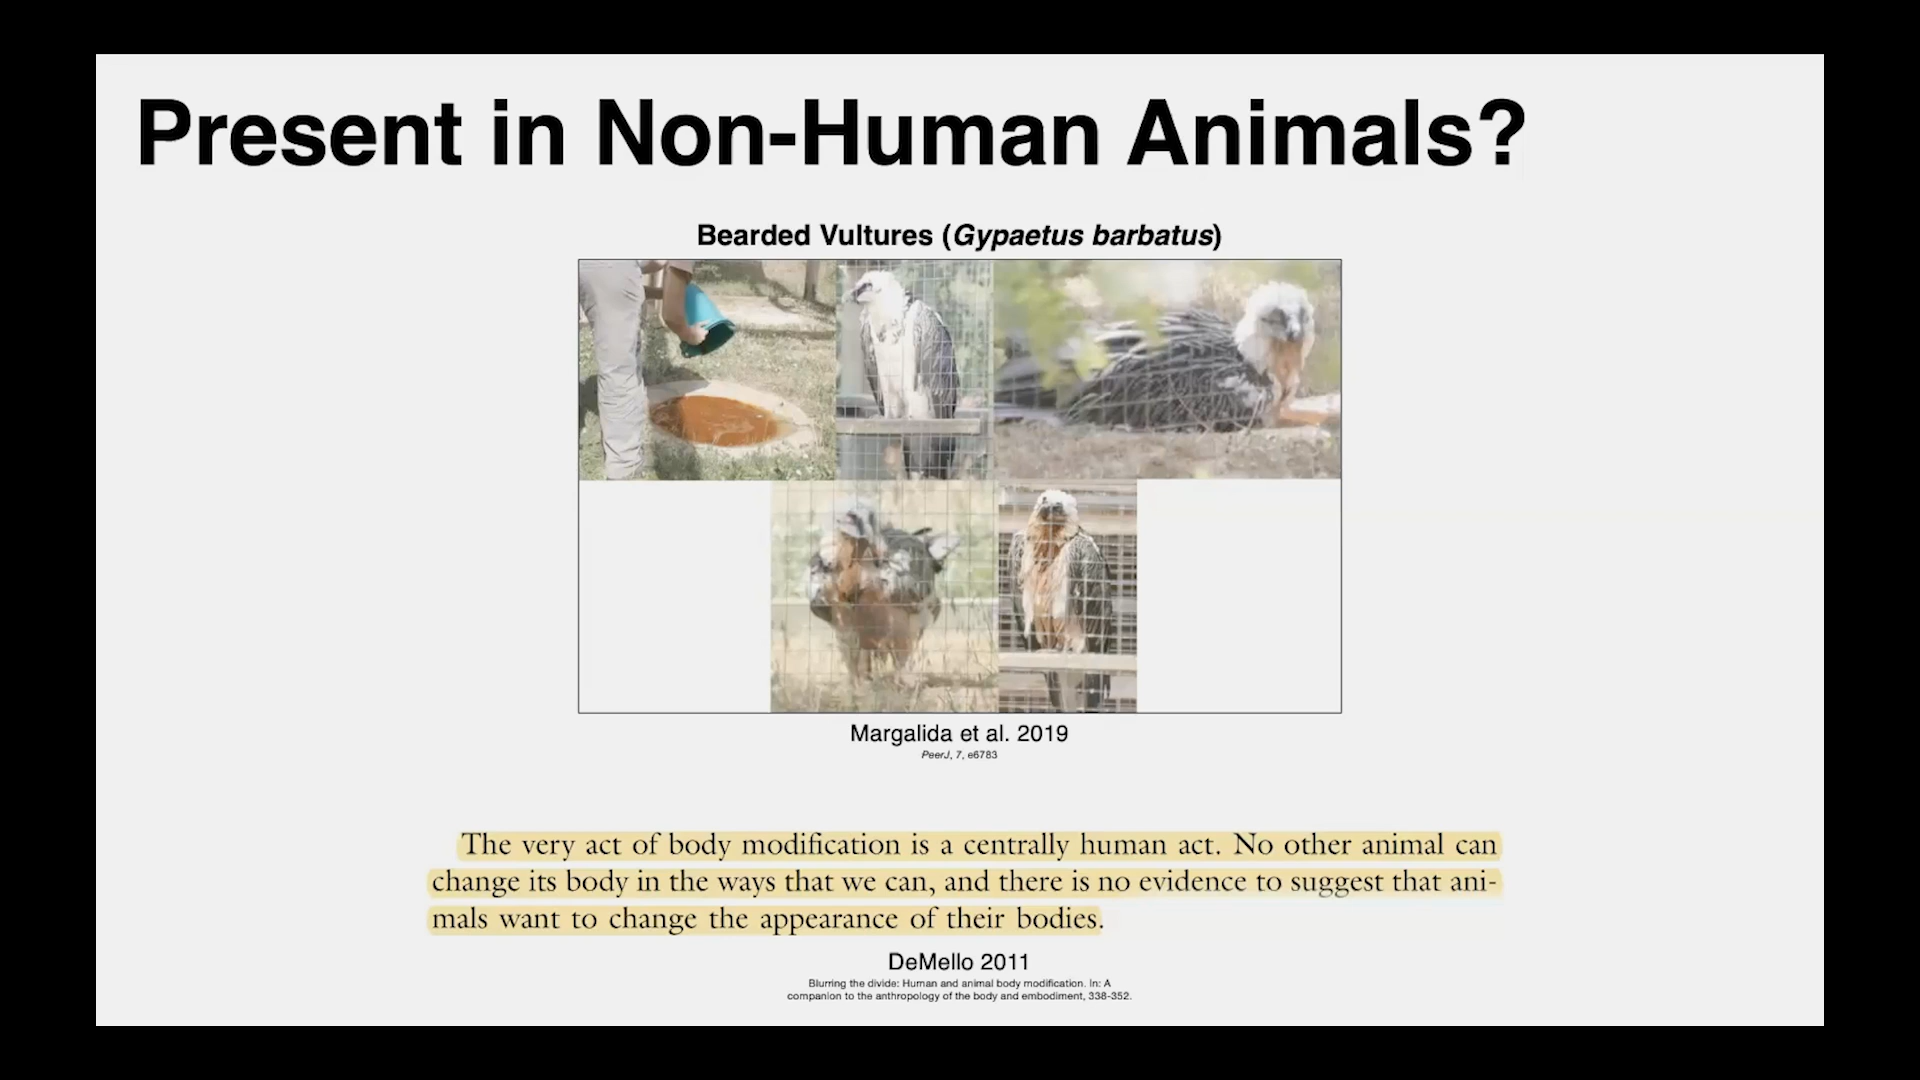 Present in Non-Human Animals?
Bearded Vultures (Gypaetus barbatus)
Margalida et al. 2019
PeerJ, 7, e6783
The very act of body modification is a centrally human act. No other animal can
change its body in the ways that we can, and there is no evidence to suggest that ani-
mals want to change the appearance of their bodies.
DeMello 2011
Blurring the divide: Human and animal body modification. In: A
companion to the anthropology of the body and embodiment, 338-352.